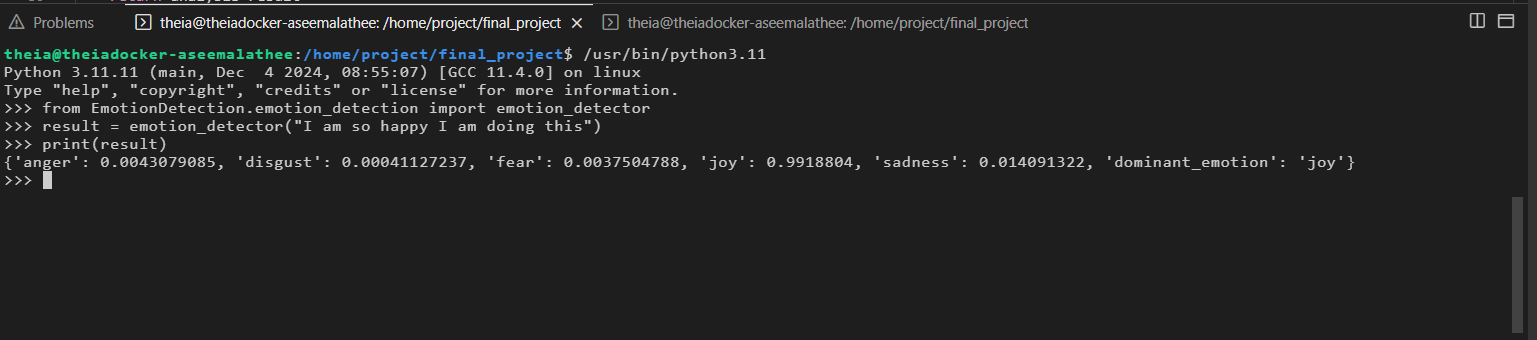 Problems theia@theiadocker-aseemalathee: /home/project/final_project theia@theiadocker-aseemalathee: /home/project/final_project
theia@theiadocker-aseemalathee:/home/project/final_project$ /usr/bin/python3.11
Python 3.11.11 (main, Dec  4 2024, 08:55:07) [GCC 11.4.0] on linux
Type "help", "copyright", "credits" or "license" for more information.
>>> from EmotionDetection.emotion_detection import emotion_detector
>>> result = emotion_detector("I am so happy I am doing this")
>>> print(result)
{'anger': 0.0043079085, 'disgust': 0.00041127237, 'fear': 0.0037504788, 'joy': 0.9918804, 'sadness': 0.014091322, 'dominant_emotion': 'joy'}
>>>